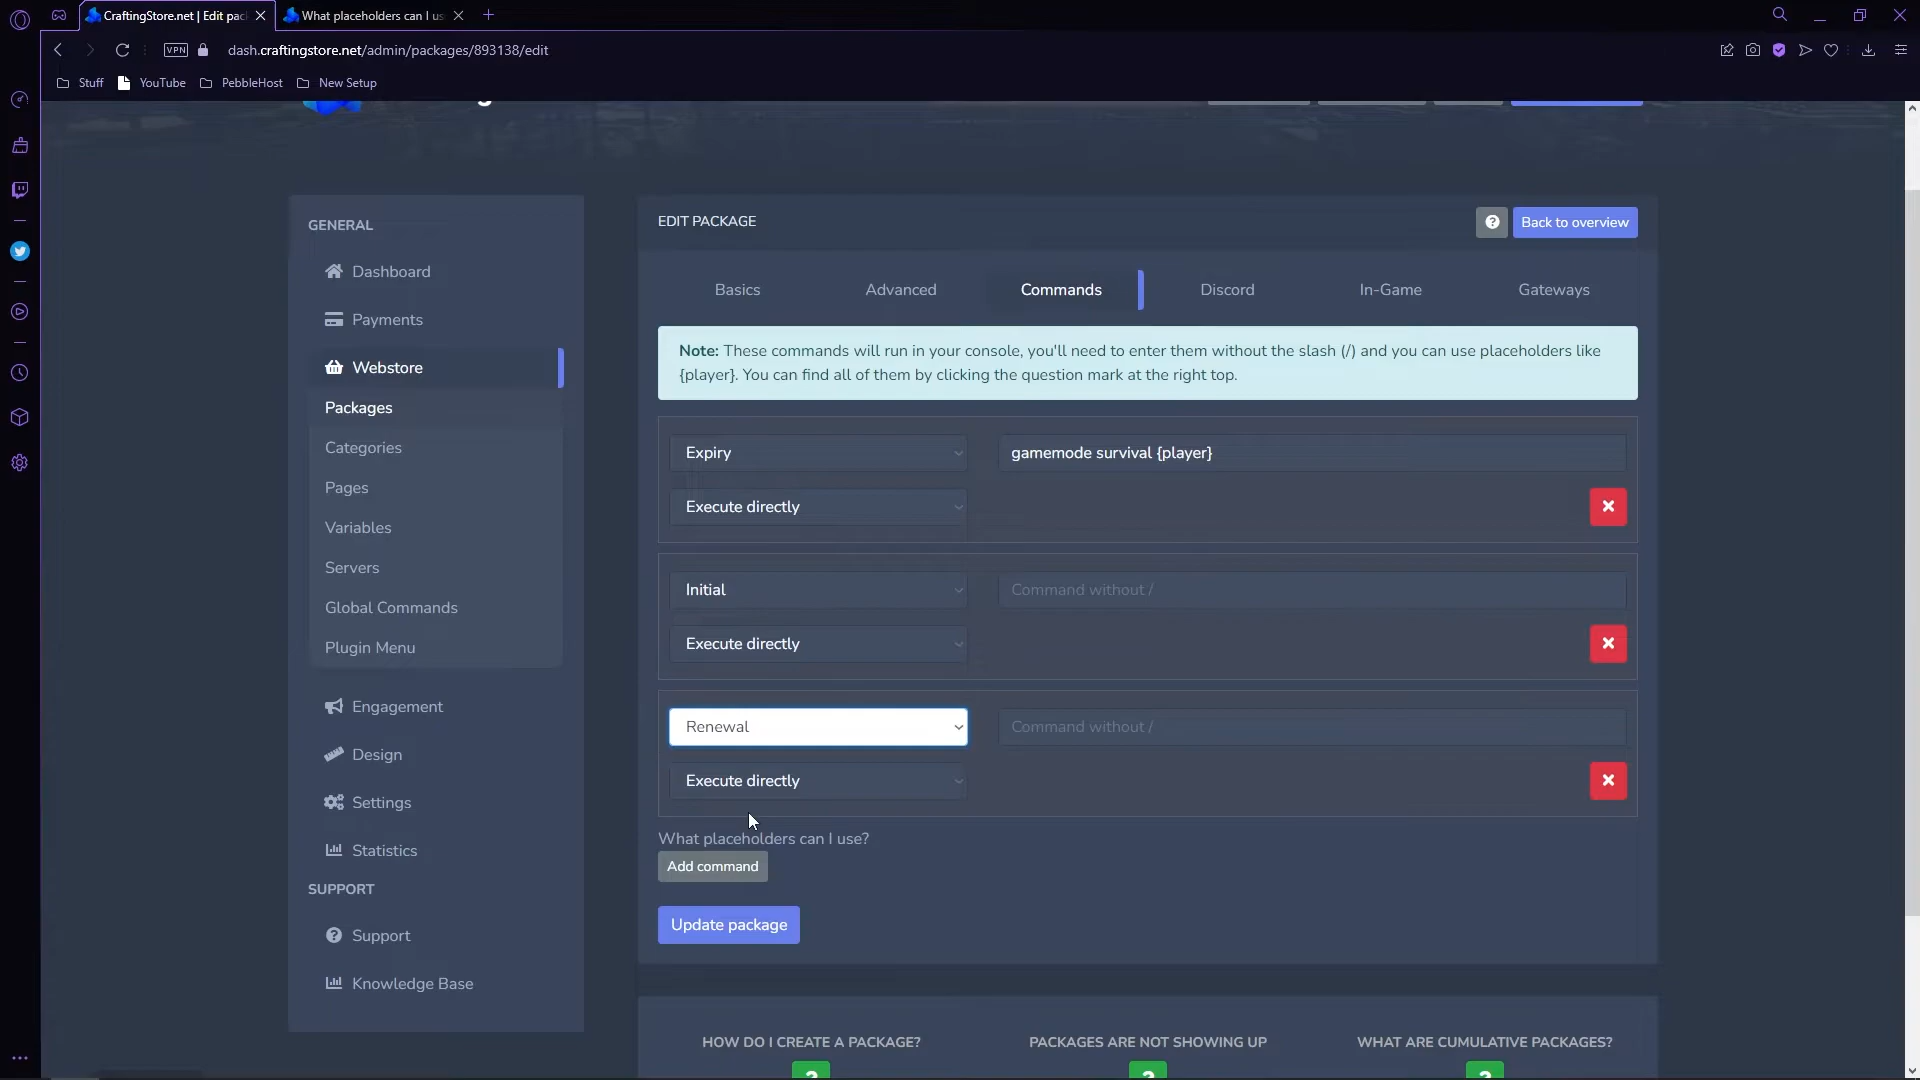 CraftingStore.net | Edit pac
What placeholders can I us
VPN
dash.craftingstore.net/admin/packages/893138/edit
Stuff
YouTube
PebbleHost
New Setup
GENERAL
Dashboard
Payments
Webstore
Packages
Categories
Pages
Variables
Servers
Global Commands
Plugin Menu
Engagement
Design
Settings
Statistics
SUPPORT
Support
Knowledge Base
EDIT PACKAGE
Back to overview
Basics
Advanced
Commands
Discord
In-Game
Gateways
Note: These commands will run in your console, you'll need to enter them without the slash (/) and you can use placeholders like
{player}. You can find all of them by clicking the question mark at the right top.
Expiry
gamemode survival {player}
Execute directly
Initial
Command without /
Execute directly
Renewal
Command without /
Execute directly
What placeholders can I use?
Add command
Update package
HOW DO I CREATE A PACKAGE?
PACKAGES ARE NOT SHOWING UP
WHAT ARE CUMULATIVE PACKAGES?